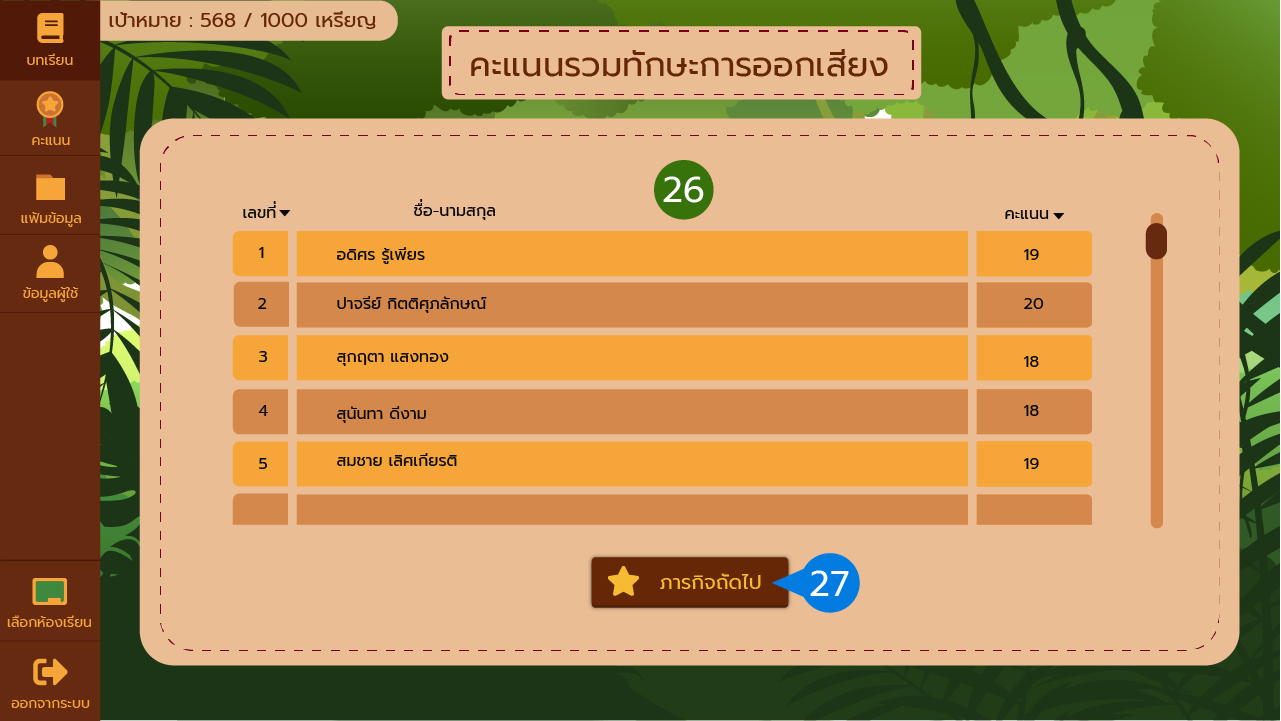 เป้าหมาย : 568 / 1000 เหรียญ
บทเรียน
คะแนน
แฟ้มข้อมูล
ข้อมูลผู้ใช้
เลือกห้องเรียน
ออกจากระบบ
คะแนนรวมทักษะการออกเสียง
26
เลขที่ ชื่อ-นามสกุล คะแนน
1 อดิศร รู้เพียร 19
2 ปาจรีย์ กิตติศุภลักษณ์ 20
3 สุกฤตา แสงทอง 18
4 สุนันทา ดีงาม 18
5 สมชาย เลิศเกียรติ 19
ภารกิจถัดไป 27